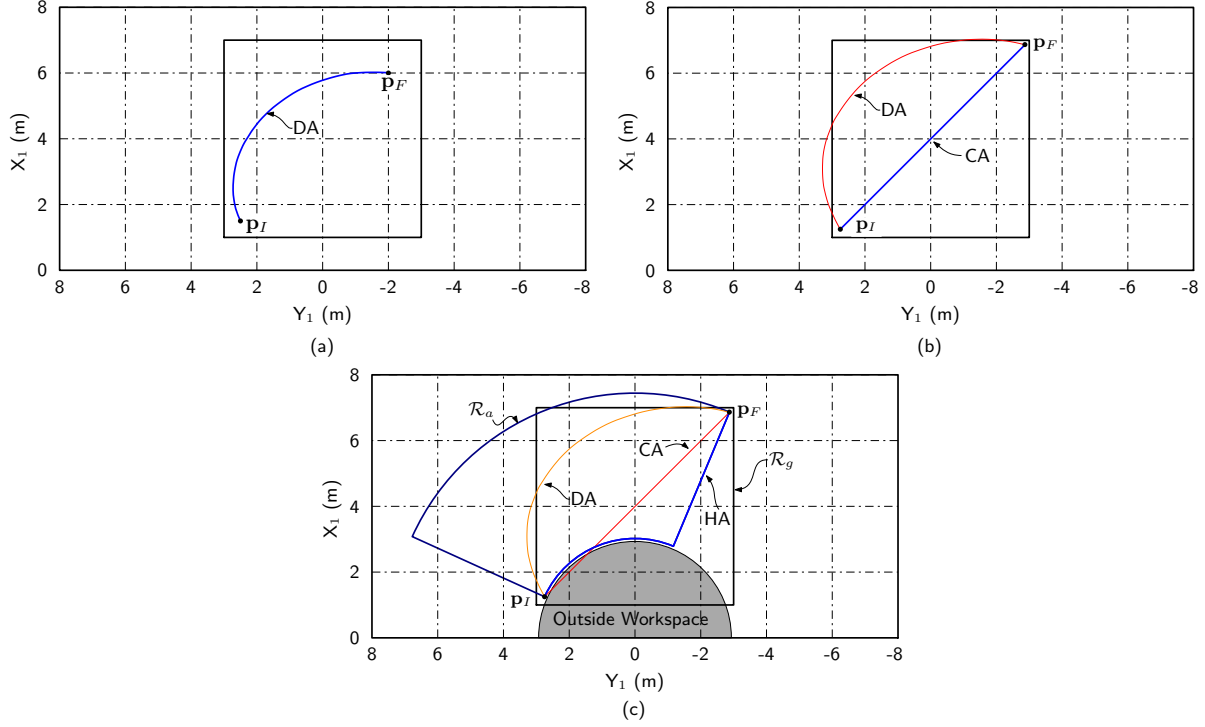 8
6
4
2
0
X₁ (m)
p_F
DA
p_I
8 6 4 2 0 -2 -4 -6 -8
Y₁ (m)
(a)
8
6
4
2
0
X₁ (m)
p_F
DA
CA
p_I
8 6 4 2 0 -2 -4 -6 -8
Y₁ (m)
(b)
8
6
4
2
0
X₁ (m)
ℛₐ
p_F
CA
ℛ_g
DA
HA
p_I
Outside Workspace
8 6 4 2 0 -2 -4 -6 -8
Y₁ (m)
(c)